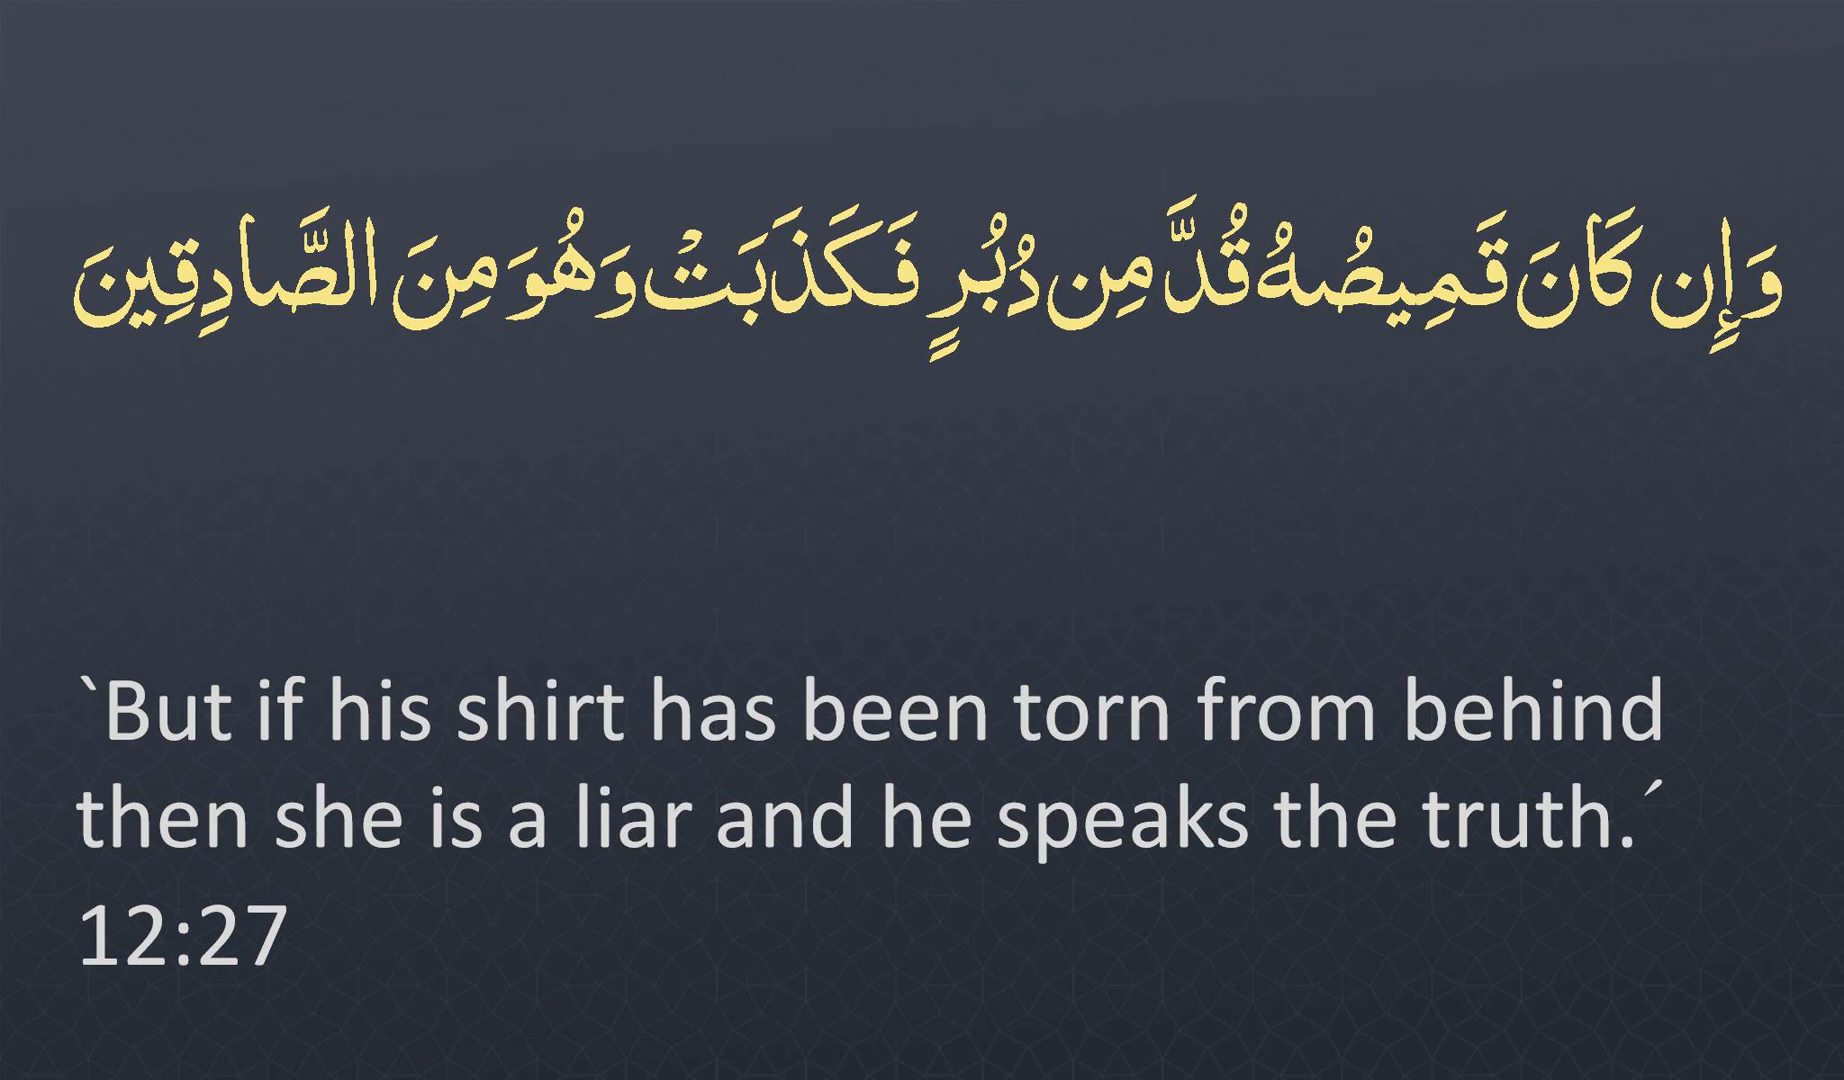 وَإِن كَانَ قَمِيصُهُ قُدَّ مِن دُبُرٍ فَكَذَبَتْ وَهُوَ مِنَ الصَّادِقِينَ
`But if his shirt has been torn from behind
then she is a liar and he speaks the truth.´
12:27